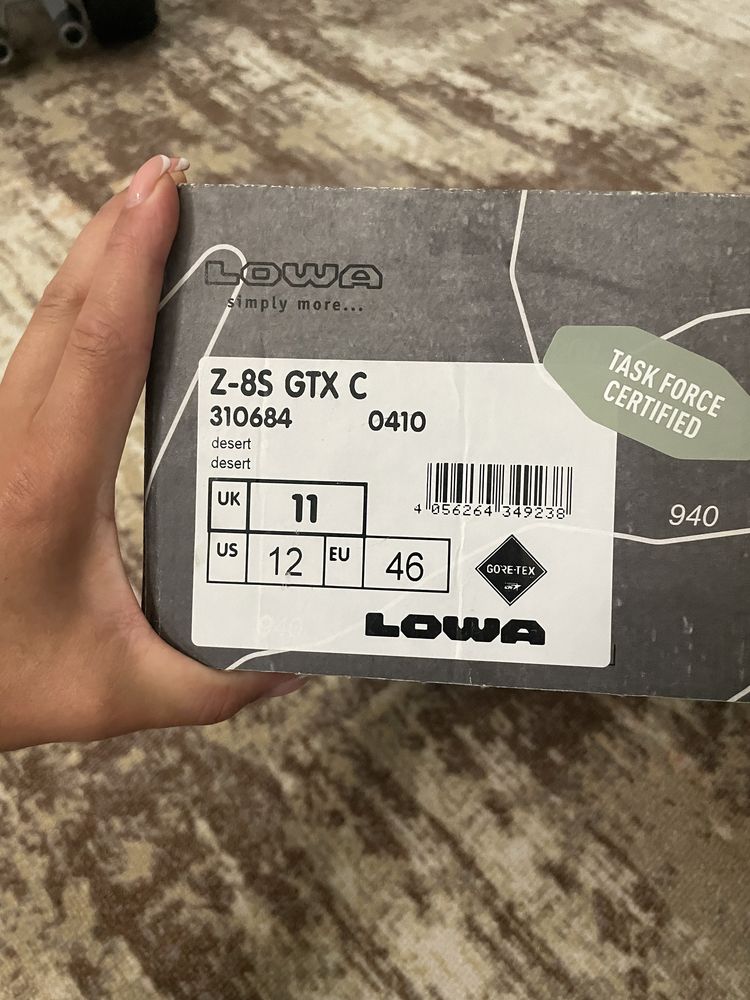 LOWA
simply more...
TASK FORCE
CERTIFIED
Z-8S GTX C
310684 0410
desert
desert
UK 11
4 056264 349238
940
US 12 EU 46
GORE-TEX
940
LOWA